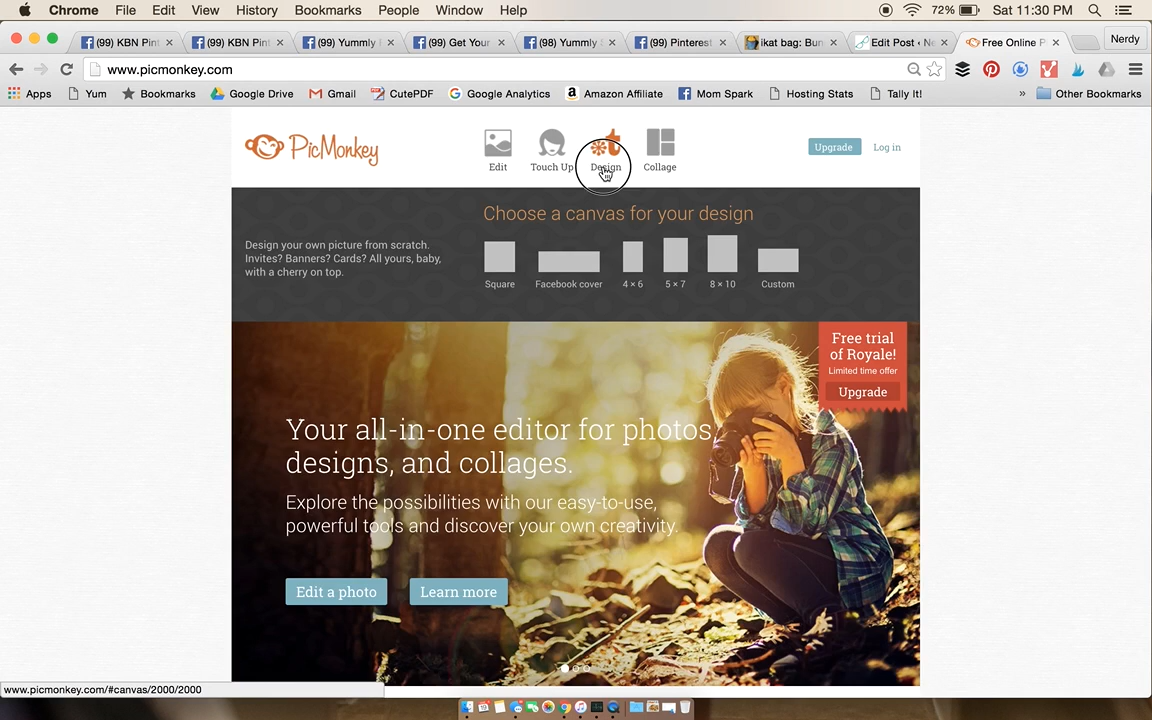 Chrome File Edit View History Bookmarks People Window Help 72% Sat 11:30 PM
(99) KBN Pint (99) KBN Pint (99) Yummly (99) Get Your (98) Yummly (99) Pinterest ikat bag: Bun Edit Post ‹ Ne Free Online P Nerdy
www.picmonkey.com
Apps Yum Bookmarks Google Drive Gmail CutePDF Google Analytics Amazon Affiliate Mom Spark Hosting Stats Tally It! » Other Bookmarks
PicMonkey
Edit Touch Up Design Collage
Upgrade Log in
Choose a canvas for your design
Design your own picture from scratch.
Invites? Banners? Cards? All yours, baby,
with a cherry on top.
Square Facebook cover 4 × 6 5 × 7 8 × 10 Custom
Free trial
of Royale!
Limited time offer
Upgrade
Your all-in-one editor for photos,
designs, and collages.
Explore the possibilities with our easy-to-use,
powerful tools and discover your own creativity.
Edit a photo Learn more
www.picmonkey.com/#canvas/2000/2000